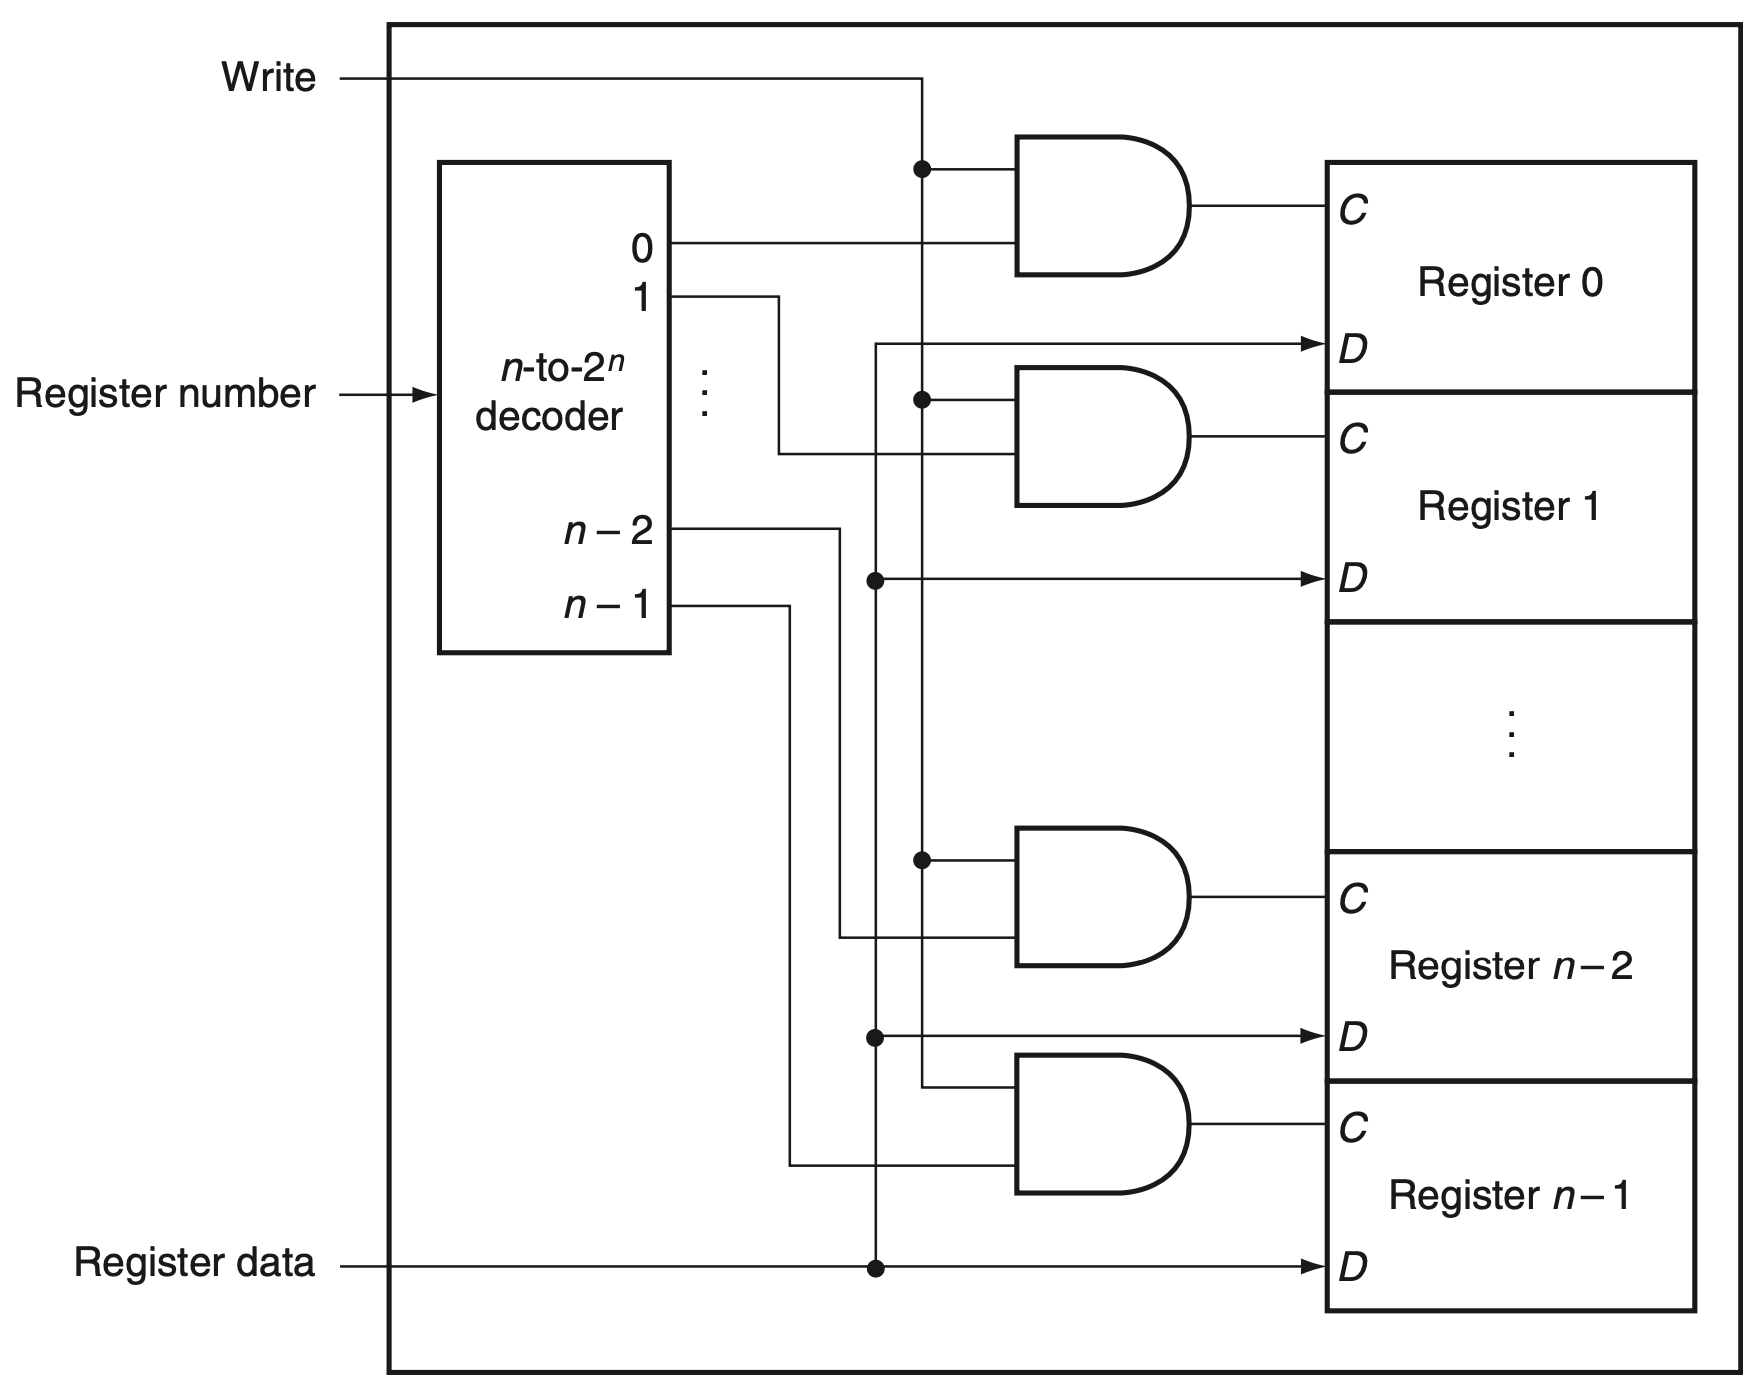 Write
C
0
Register 0
1
n-to-2ⁿ
decoder
⋮
D
Register number
C
Register 1
n – 2
D
n – 1
⋮
C
Register n – 2
D
C
Register n – 1
Register data
D